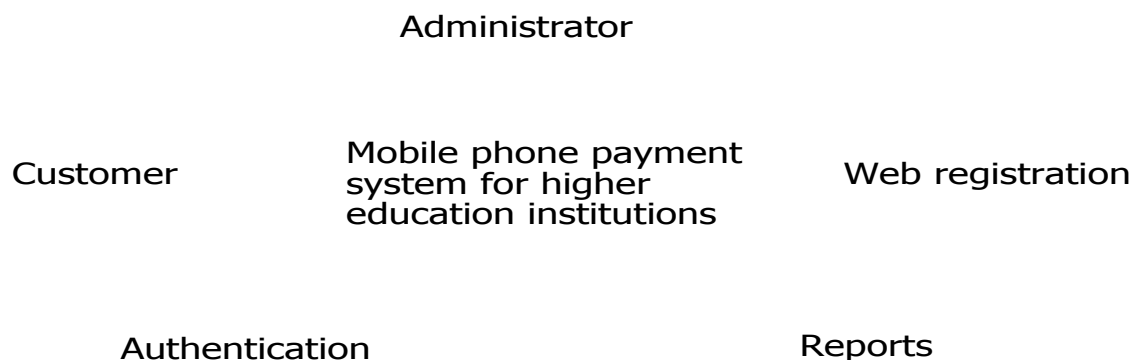 Administrator
Customer
Mobile phone payment
system for higher
education institutions
Web registration
Authentication
Reports